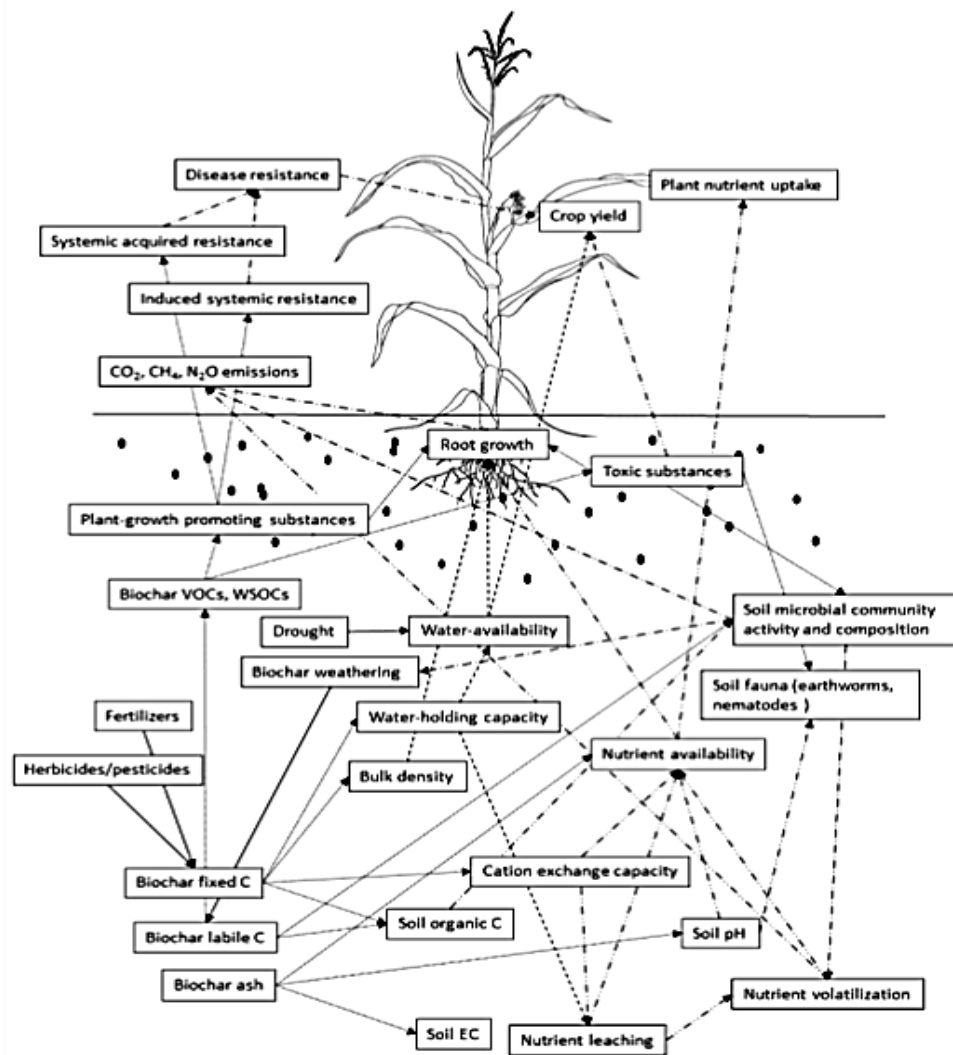 Disease resistance
Plant nutrient uptake
Crop yield
Systemic acquired resistance
Induced systemic resistance
CO₂, CH₄, N₂O emissions
Root growth
Toxic substances
Plant-growth promoting substances
Biochar VOCs, WSOCs
Soil microbial community
activity and composition
Drought
Water-availability
Biochar weathering
Soil fauna (earthworms,
nematodes )
Fertilizers
Water-holding capacity
Nutrient availability
Herbicides/pesticides
Bulk density
Biochar fixed C
Cation exchange capacity
Soil organic C
Biochar labile C
Soil pH
Biochar ash
Nutrient volatilization
Soil EC
Nutrient leaching